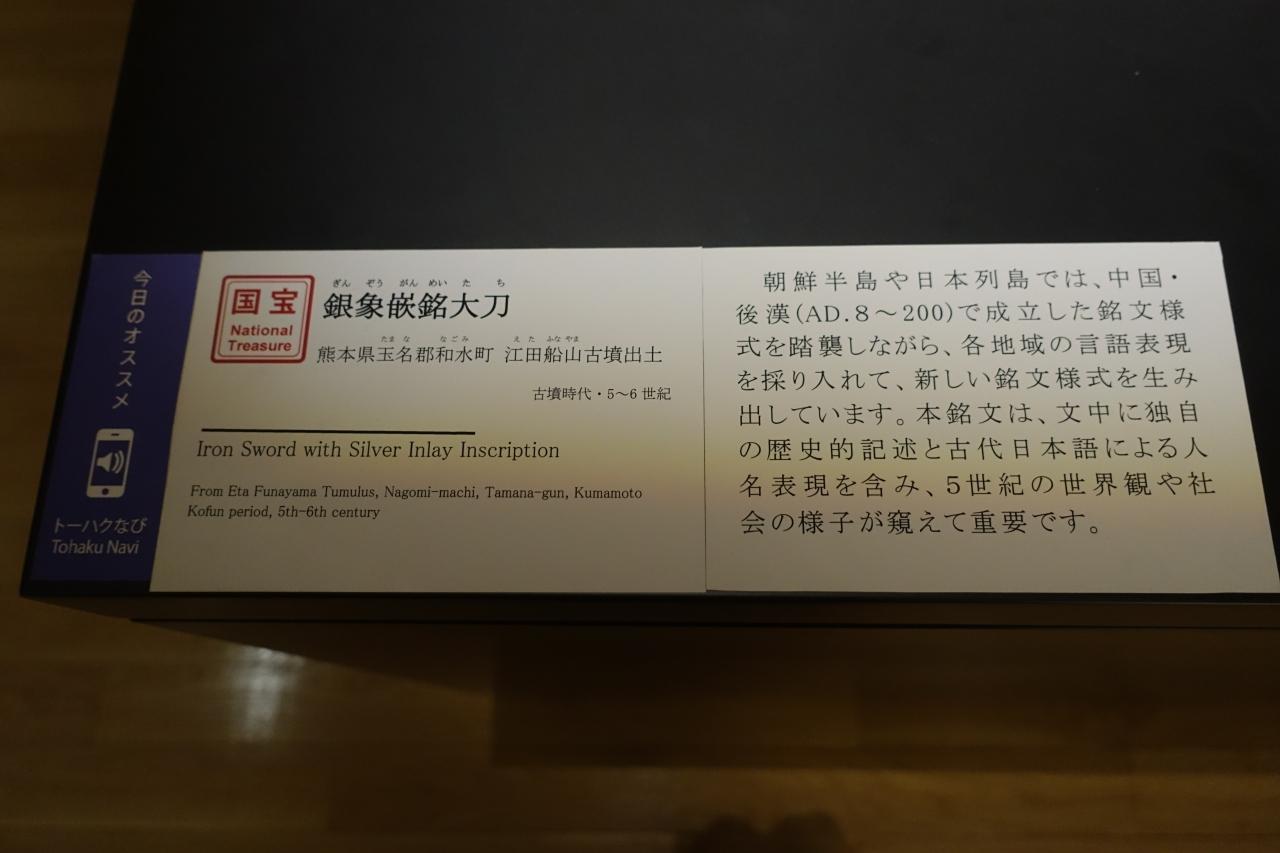 今日のオススメ
トーハクなび
Tohaku Navi
国宝
National
Treasure
ぎん ぞう がん めい た ち
銀象嵌銘大刀
たま な なごみ え た ふなやま
熊本県玉名郡和水町 江田船山古墳出土
古墳時代・5～6世紀
Iron Sword with Silver Inlay Inscription
From Eta Funayama Tumulus, Nagomi-machi, Tamana-gun, Kumamoto
Kofun period, 5th-6th century
朝鮮半島や日本列島では、中国・
後漢(AD.8～200)で成立した銘文様
式を踏襲しながら、各地域の言語表現
を採り入れて、新しい銘文様式を生み
出しています。本銘文は、文中に独自
の歴史的記述と古代日本語による人
名表現を含み、5世紀の世界観や社
会の様子が窺えて重要です。